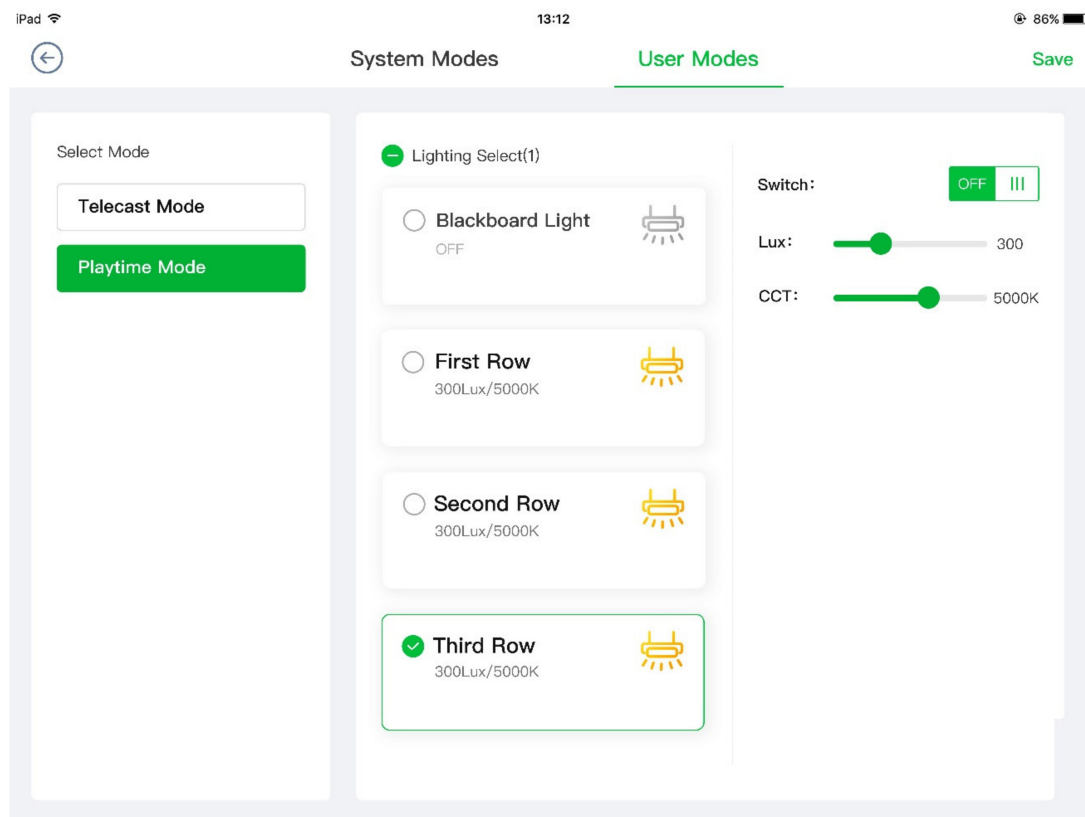 iPad 13:12 86%
System Modes User Modes Save
Select Mode
Telecast Mode
Playtime Mode
Lighting Select(1)
Blackboard Light
OFF
First Row
300Lux/5000K
Second Row
300Lux/5000K
Third Row
300Lux/5000K
Switch: OFF
Lux: 300
CCT: 5000K